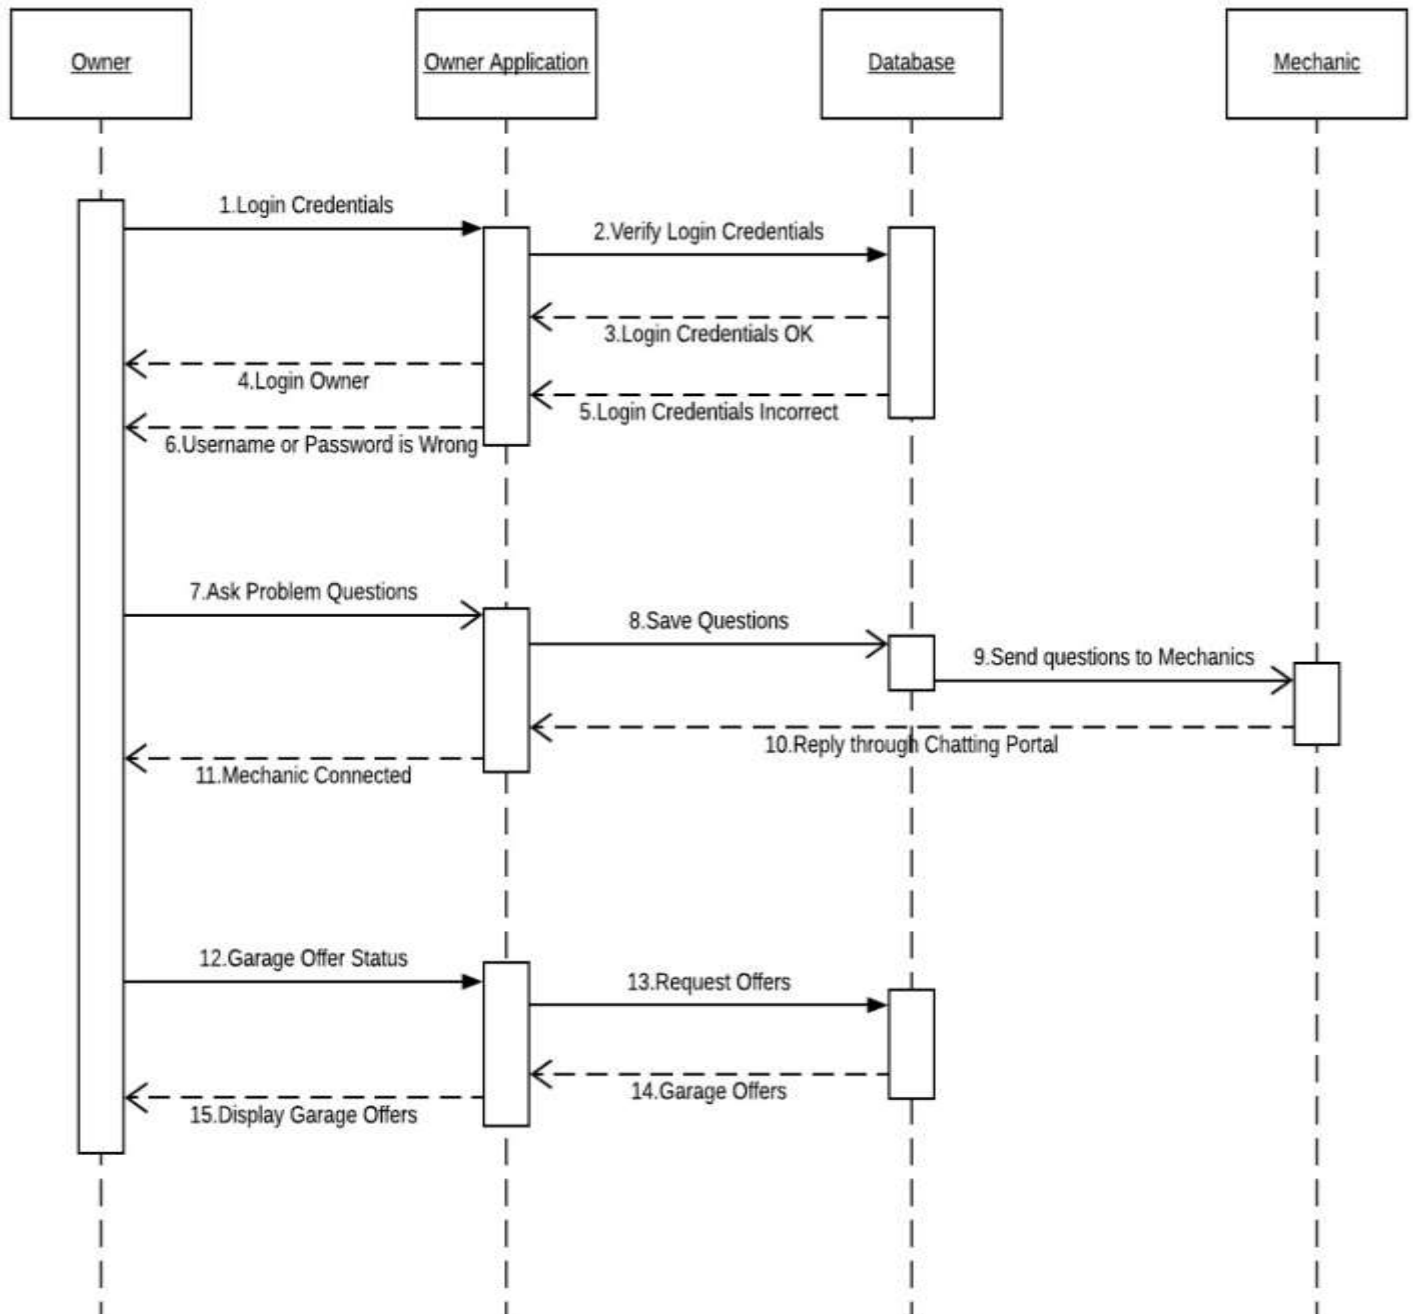 Owner
Owner Application
Database
Mechanic
1.Login Credentials
2.Verify Login Credentials
3.Login Credentials OK
4.Login Owner
5.Login Credentials Incorrect
6.Username or Password is Wrong
7.Ask Problem Questions
8.Save Questions
9.Send questions to Mechanics
10.Reply through Chatting Portal
11.Mechanic Connected
12.Garage Offer Status
13.Request Offers
14.Garage Offers
15.Display Garage Offers